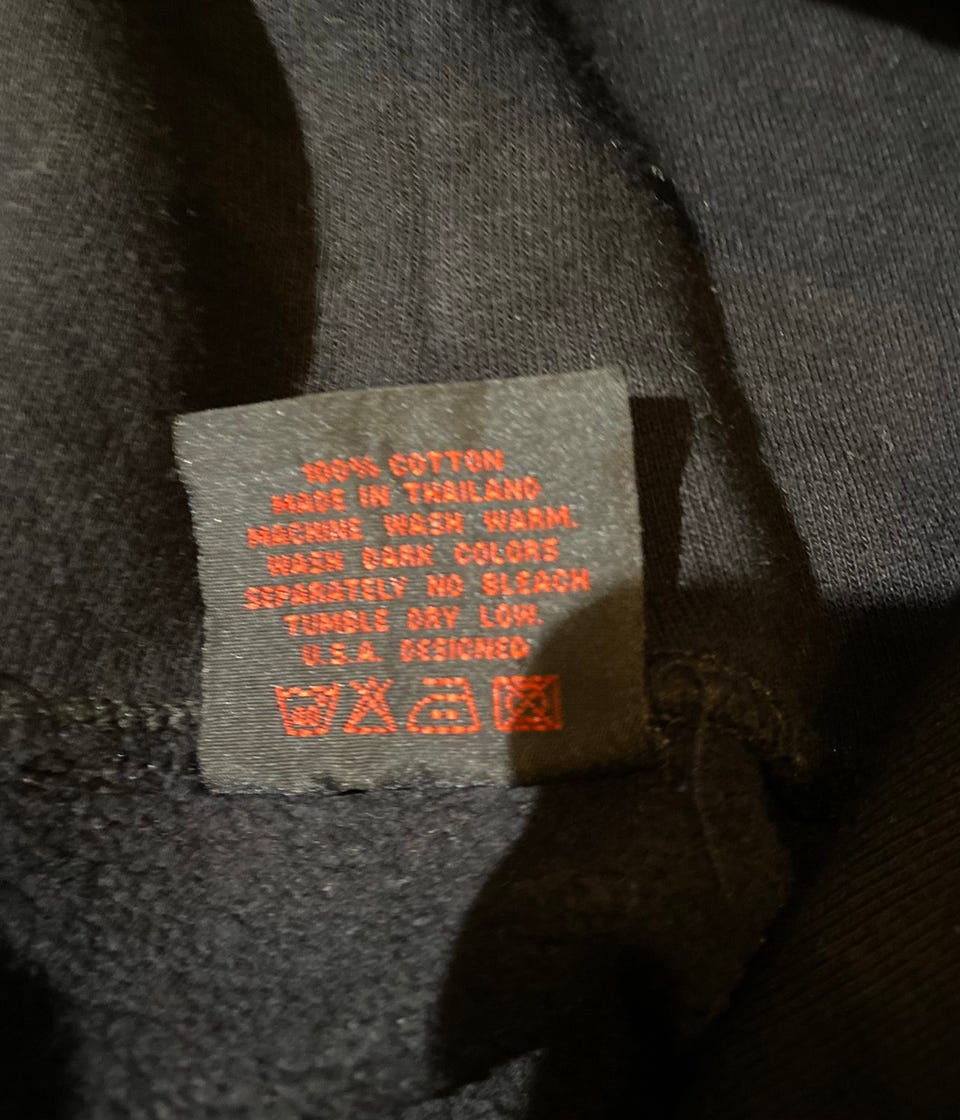 100% COTTON
MADE IN THAILAND
MACHINE WASH WARM.
WASH DARK COLORS
SEPARATELY NO BLEACH
TUMBLE DRY LOW.
U.S.A. DESIGNED